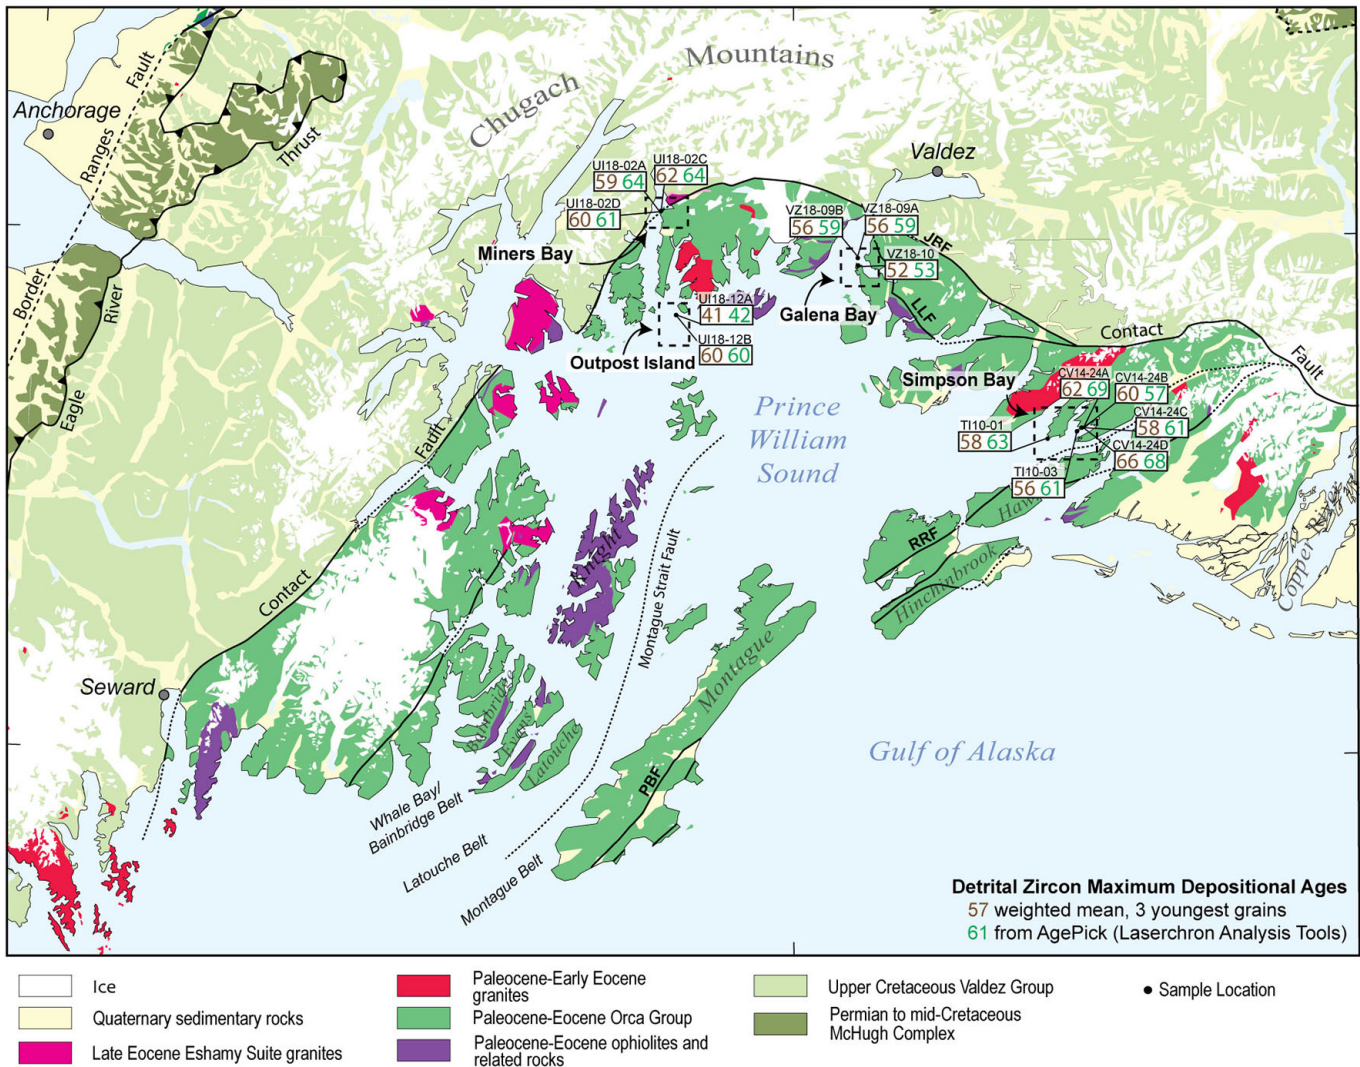 Mountains
Chugach
Anchorage
Ranges
Fault
Thrust
Border
River
Eagle
Valdez
UI18-02A
59 64
UI18-02C
62 64
UI18-02D
60 61
Miners Bay
VZ18-09B
56 59
VZ18-09A
56 59
JBF
VZ18-10
52 53
Galena Bay
LLF
UI18-12A
41 42
UI18-12B
60 60
Outpost Island
Contact
Fault
Simpson Bay
CV14-24A
62 69
CV14-24B
60 57
CV14-24C
58 61
CV14-24D
66 68
TI10-01
58 63
TI10-03
56 61
Prince
William
Sound
Fault
Contact
Knight
Montague Strait Fault
RRF
Hinchinbrook
Copper
Seward
Bainbridge
Evans
Latouche
Montague
PBF
Gulf of Alaska
Whale Bay/
Bainbridge Belt
Latouche Belt
Montague Belt
Detrital Zircon Maximum Depositional Ages
57 weighted mean, 3 youngest grains
61 from AgePick (Laserchron Analysis Tools)
Ice
Quaternary sedimentary rocks
Late Eocene Eshamy Suite granites
Paleocene-Early Eocene
granites
Paleocene-Eocene Orca Group
Paleocene-Eocene ophiolites and
related rocks
Upper Cretaceous Valdez Group
Permian to mid-Cretaceous
McHugh Complex
Sample Location